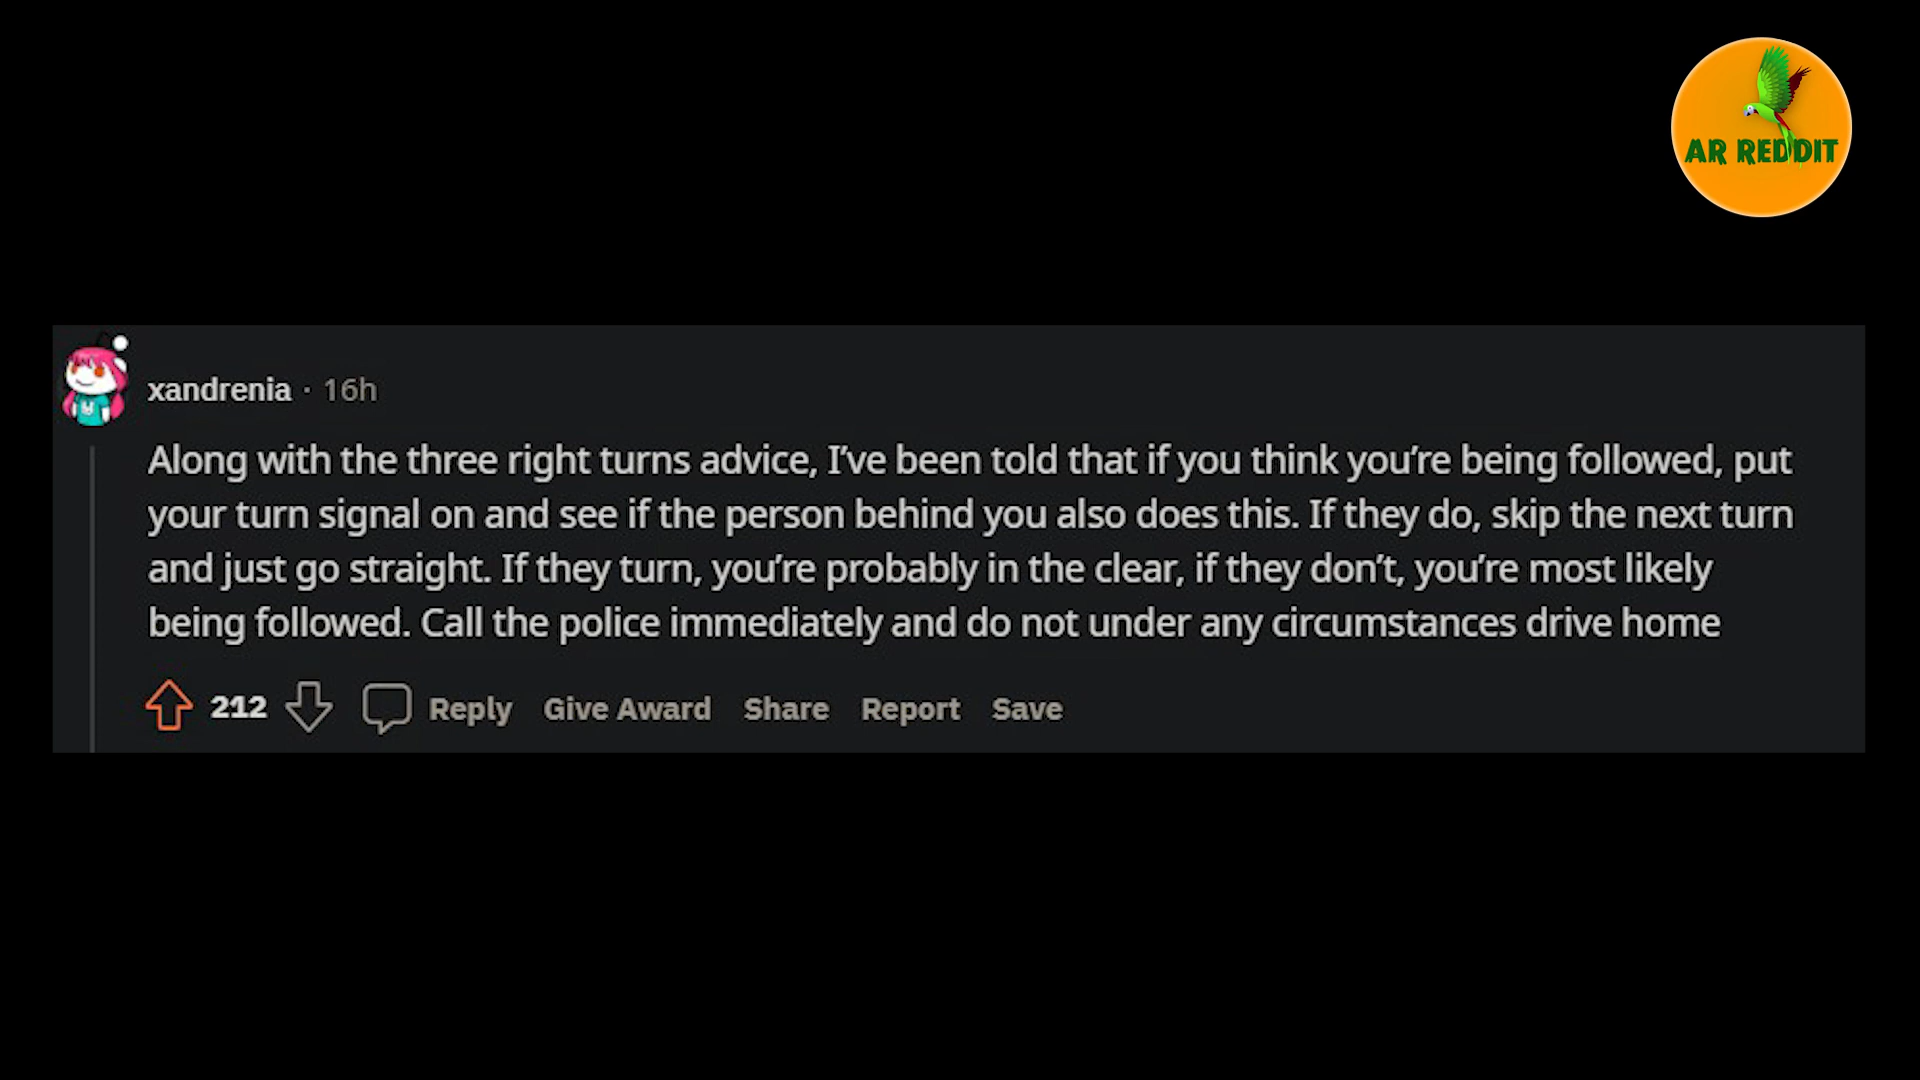 AR REDDIT
xandrenia · 16h
Along with the three right turns advice, I’ve been told that if you think you’re being followed, put
your turn signal on and see if the person behind you also does this. If they do, skip the next turn
and just go straight. If they turn, you’re probably in the clear, if they don’t, you’re most likely
being followed. Call the police immediately and do not under any circumstances drive home
212 Reply Give Award Share Report Save